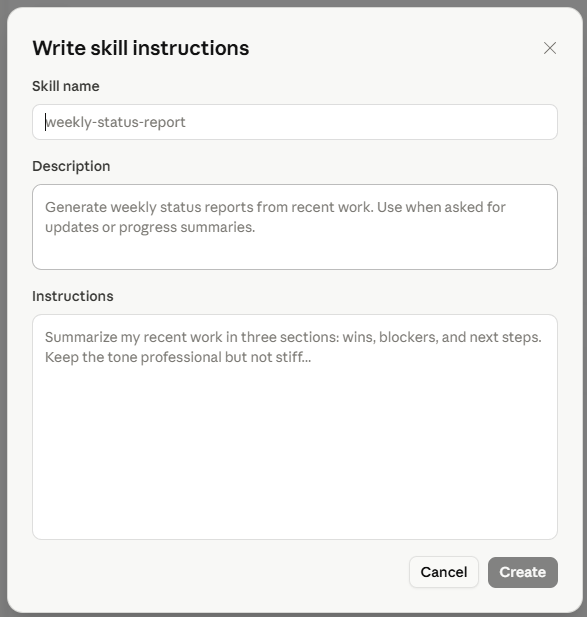 Write skill instructions
Skill name
weekly-status-report
Description
Generate weekly status reports from recent work. Use when asked for
updates or progress summaries.
Instructions
Summarize my recent work in three sections: wins, blockers, and next steps.
Keep the tone professional but not stiff...
Cancel
Create